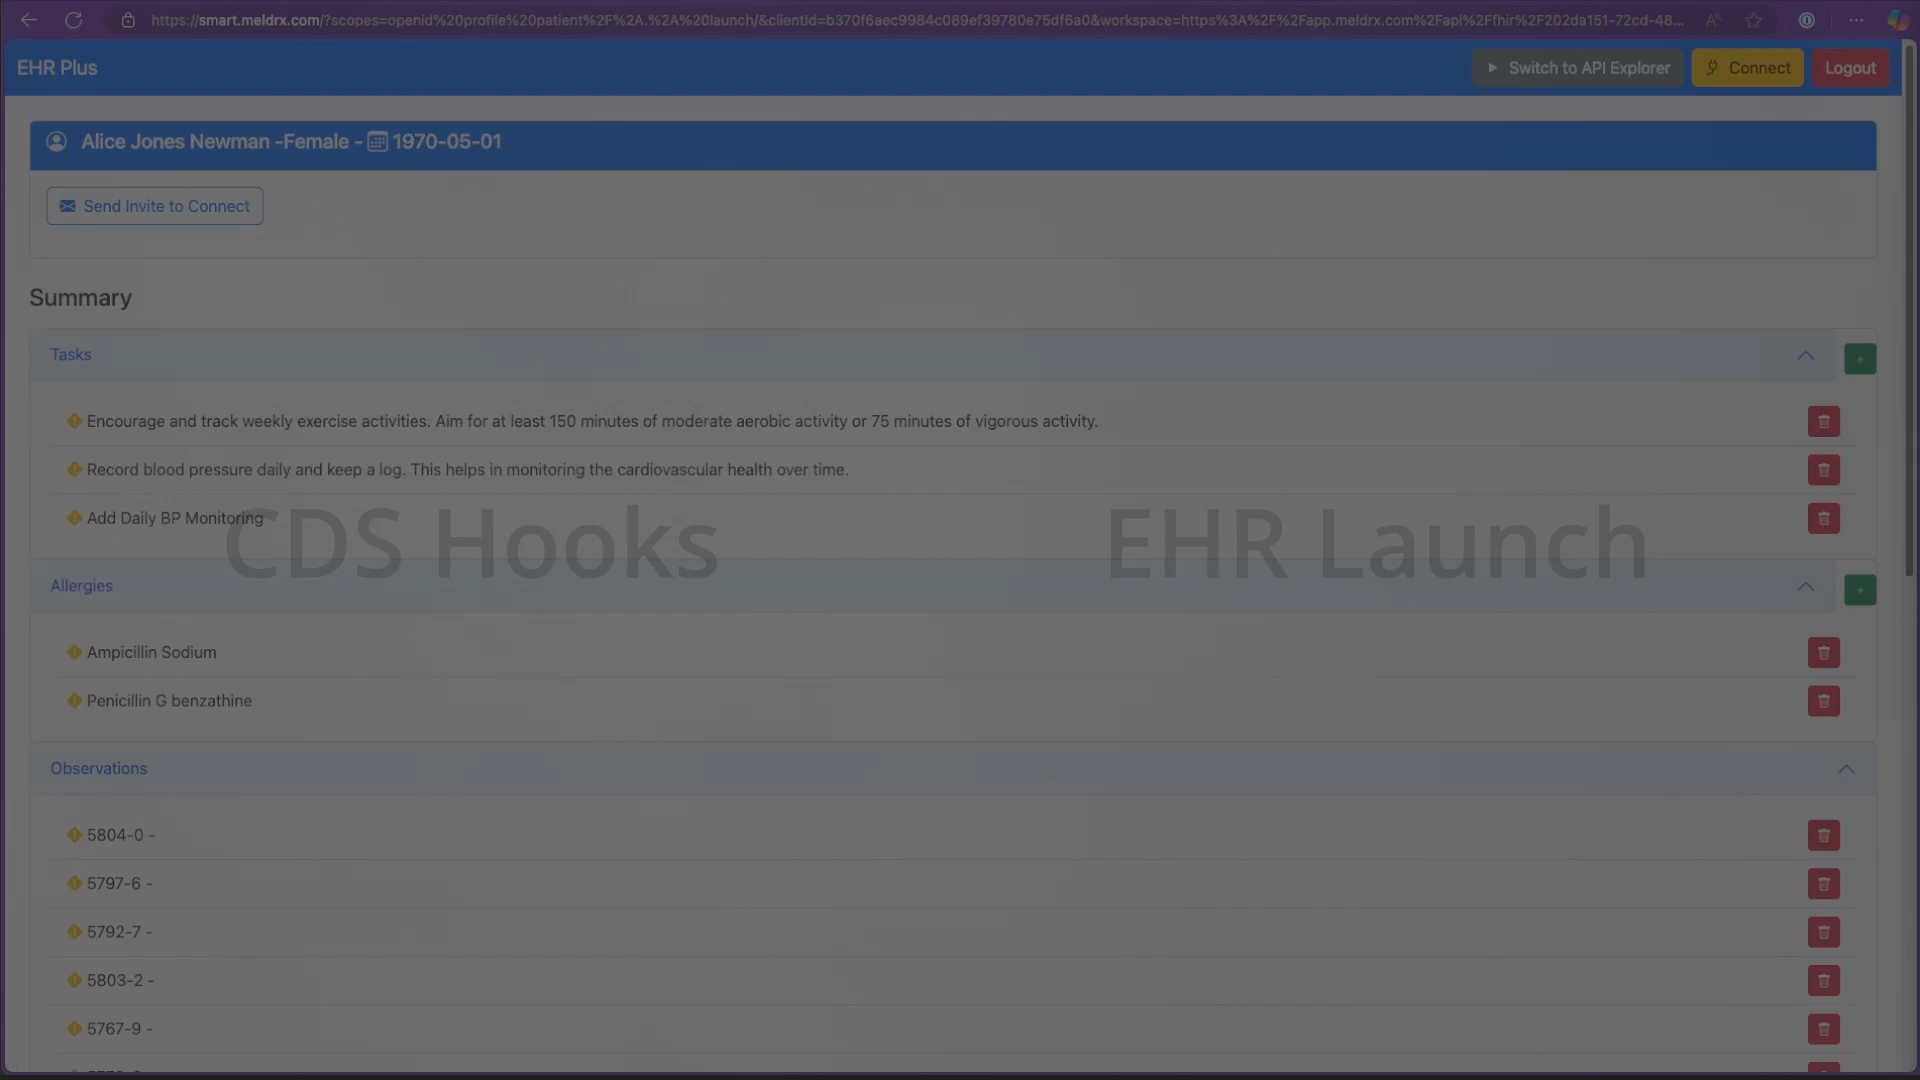 https://smart.meldrx.com/?scopes=openid%20profile%20patient%2F%2A.%2A%20launch/&clientId=b370f6aec9984c089ef39780e75df6a0&workspace=https%3A%2F%2Fapp.meldrx.com%2Fapi%2Ffhir%2F202da151-72cd-48...
EHR Plus
Switch to API Explorer
Connect
Logout
Alice Jones Newman -Female - 1970-05-01
Send Invite to Connect
Summary
Tasks
Encourage and track weekly exercise activities. Aim for at least 150 minutes of moderate aerobic activity or 75 minutes of vigorous activity.
Record blood pressure daily and keep a log. This helps in monitoring the cardiovascular health over time.
Add Daily BP Monitoring
CDS Hooks
EHR Launch
Allergies
Ampicillin Sodium
Penicillin G benzathine
Observations
5804-0 -
5797-6 -
5792-7 -
5803-2 -
5767-9 -